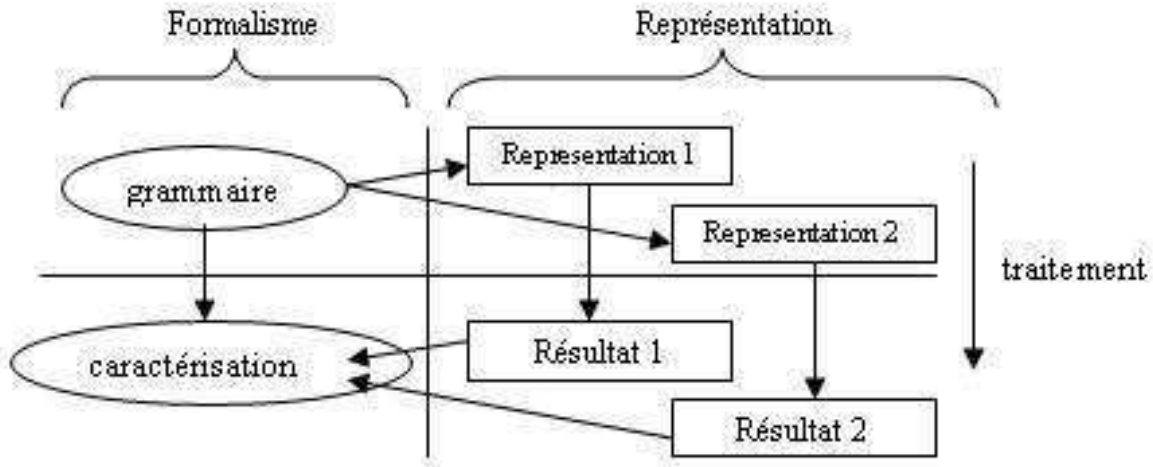 Formalisme
Représentation
Representation 1
grammaire
Representation 2
traitement
Résultat 1
caractérisation
Résultat 2